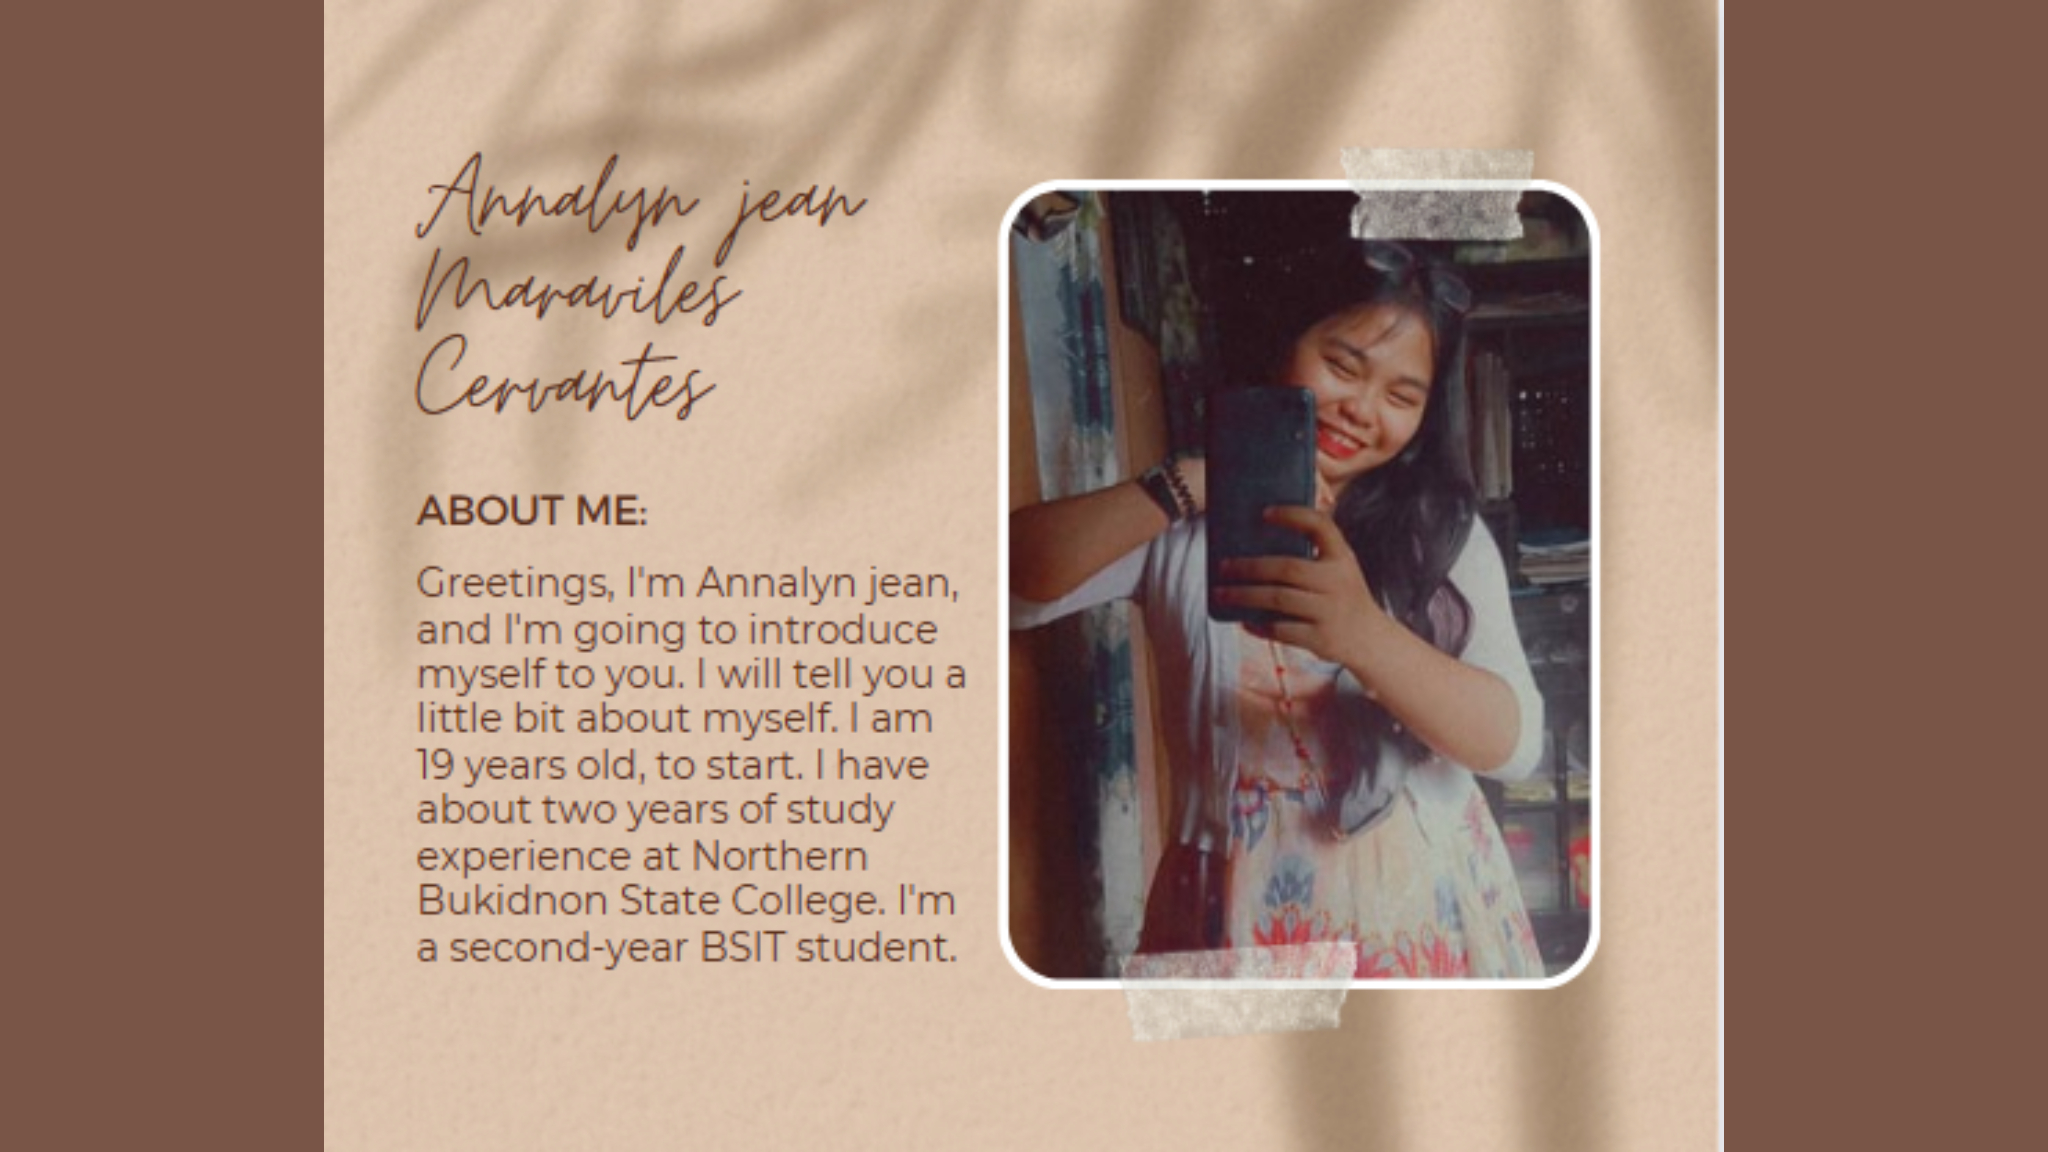 Annalyn jean
Maraviles
Cervantes
ABOUT ME:
Greetings, I'm Annalyn jean,
and I'm going to introduce
myself to you. I will tell you a
little bit about myself. I am
19 years old, to start. I have
about two years of study
experience at Northern
Bukidnon State College. I'm
a second-year BSIT student.